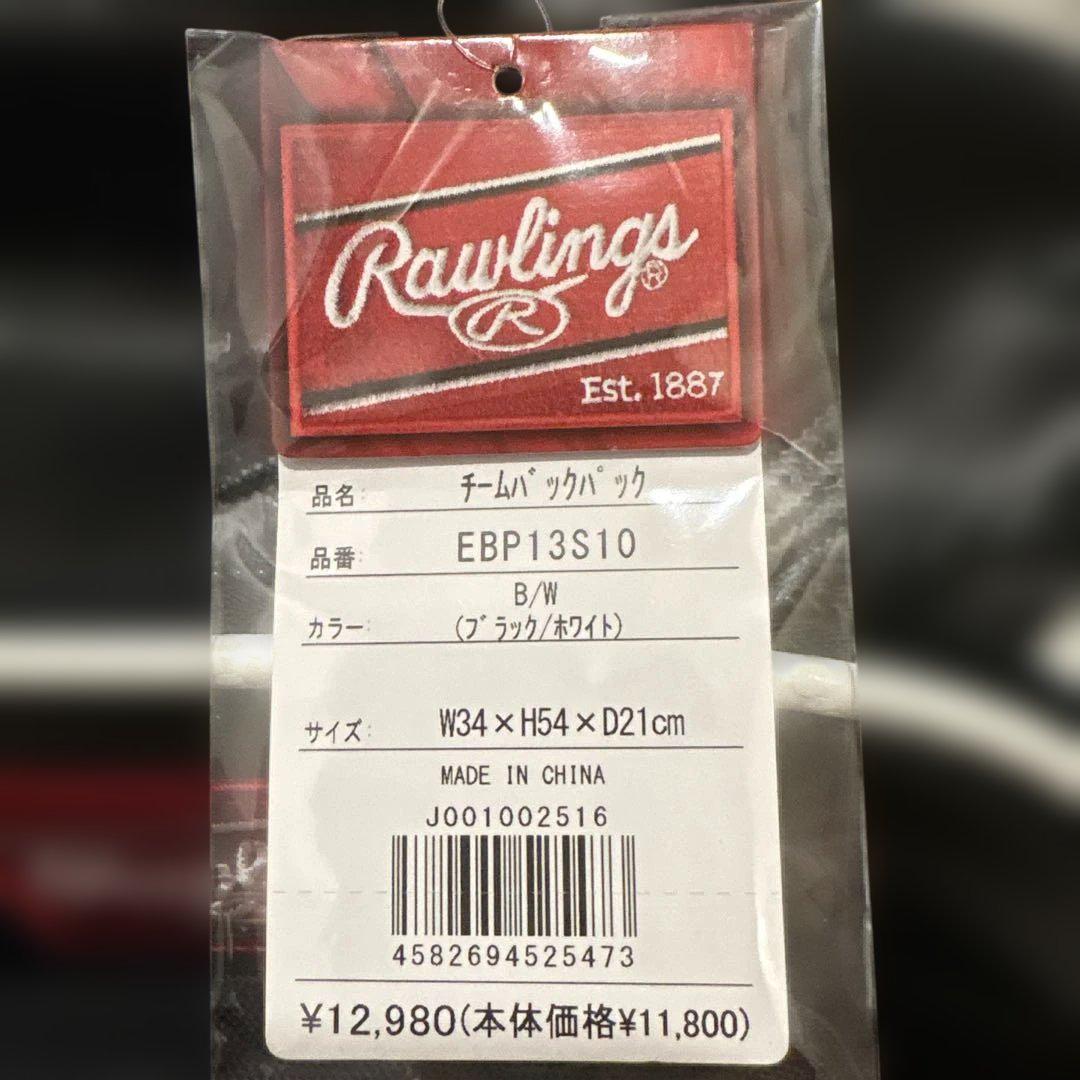 Rawlings®
R
Est. 1887
品名: チームバックパック
品番: EBP13S10
B/W
カラー: (ブラック/ホワイト)
サイズ: W34×H54×D21cm
MADE IN CHINA
J001002516
4582694525473
¥12,980(本体価格¥11,800)